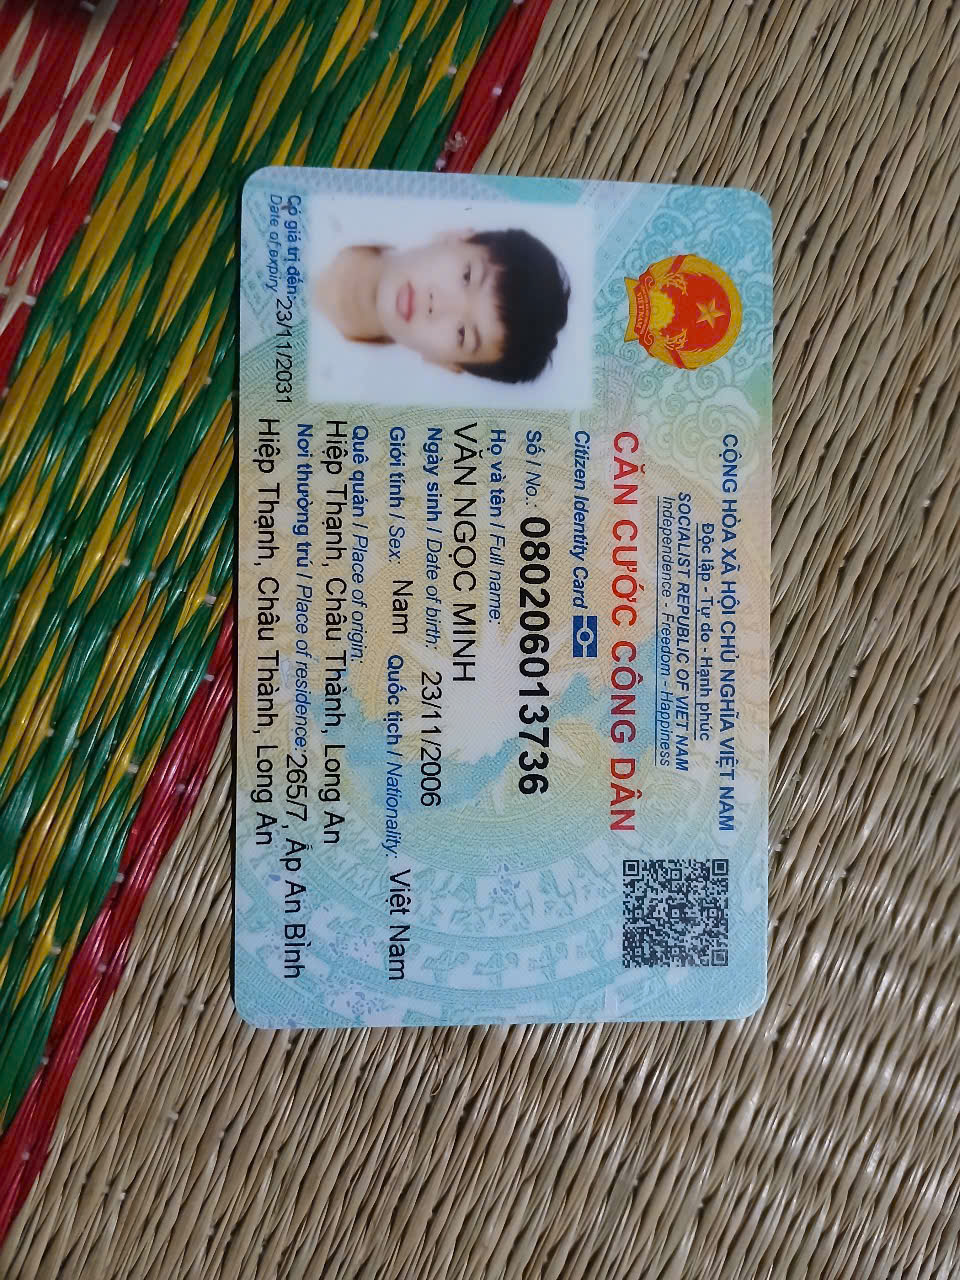 CỘNG HÒA XÃ HỘI CHỦ NGHĨA VIỆT NAM
Độc lập - Tự do - Hạnh phúc
SOCIALIST REPUBLIC OF VIET NAM
Independence - Freedom - Happiness
CĂN CƯỚC CÔNG DÂN
Citizen Identity Card
Số / No.: 080206013736
Họ và tên / Full name:
VĂN NGỌC MINH
Ngày sinh / Date of birth: 23/11/2006
Giới tính / Sex: Nam Quốc tịch / Nationality: Việt Nam
Quê quán / Place of origin:
Hiệp Thạnh, Châu Thành, Long An
Nơi thường trú / Place of residence: 265/7, Ấp An Bình
Hiệp Thạnh, Châu Thành, Long An
Có giá trị đến: 23/11/2031
Date of expiry